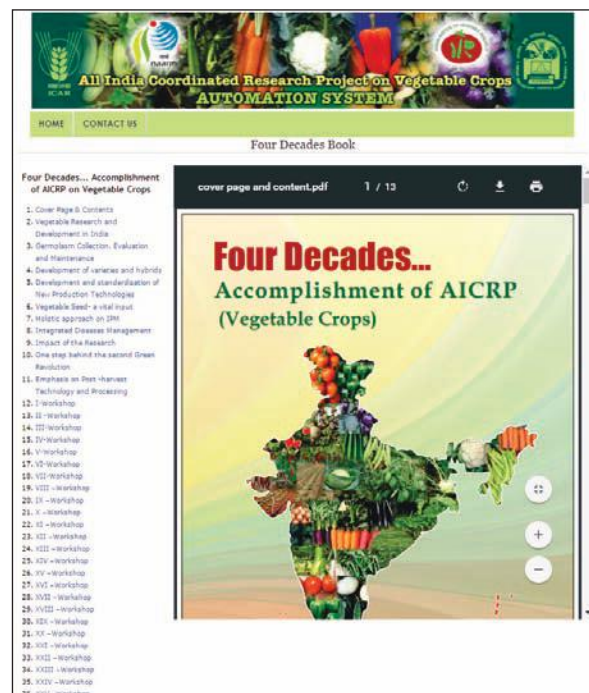 All India Coordinated Research Project on Vegetable Crops
AUTOMATION SYSTEM
ICAR
HOME CONTACT US
Four Decades Book
Four Decades... Accomplishment
of AICRP on Vegetable Crops
1. Cover Page & Contents
2. Vegetable Research and
Development in India
3. Germplasm Collection, Evaluation
and Maintenance
4. Development of varieties and hybrids
5. Development and standardisation of
New Production Technologies
6. Vegetable Seed- a vital input
7. Holistic approach on IPM
8. Integrated Diseases Management
9. Impact of the Research
10. One step behind the second Green
Revolution
11. Emphasis on Post -harvest
Technology and Processing
12. I-Workshop
13. II -Workshop
14. III-Workshop
15. IV-Workshop
16. V-Workshop
17. VI-Workshop
18. VII-Workshop
19. VIII -Workshop
20. IX -Workshop
21. X -Workshop
22. XI -Workshop
23. XII -Workshop
24. XIII -Workshop
25. XIV -Workshop
26. XV -Workshop
27. XVI -Workshop
28. XVII -Workshop
29. XVIII -Workshop
30. XIX -Workshop
31. XX -Workshop
32. XXI -Workshop
33. XXII -Workshop
34. XXIII -Workshop
35. XXIV -Workshop
cover page and content.pdf 1 / 13
Four Decades...
Accomplishment of AICRP
(Vegetable Crops)